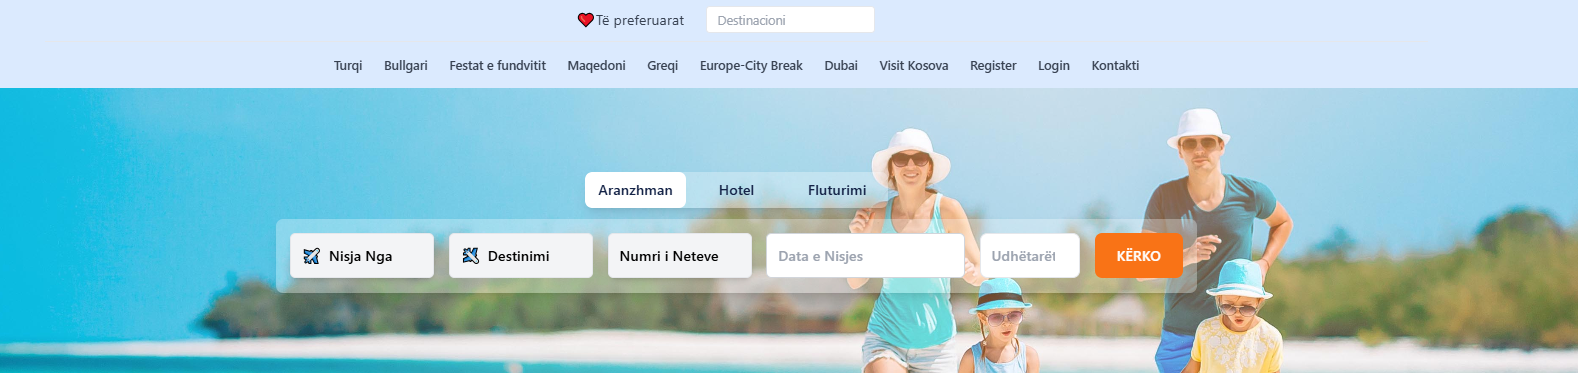 Të preferuarat Destinacioni
Turqi Bullgari Festat e fundvitit Maqedoni Greqi Europe-City Break Dubai Visit Kosova Register Login Kontakti
Aranzhman Hotel Fluturimi
Nisja Nga Destinimi Numri i Neteve Data e Nisjes Udhëtarët KËRKO